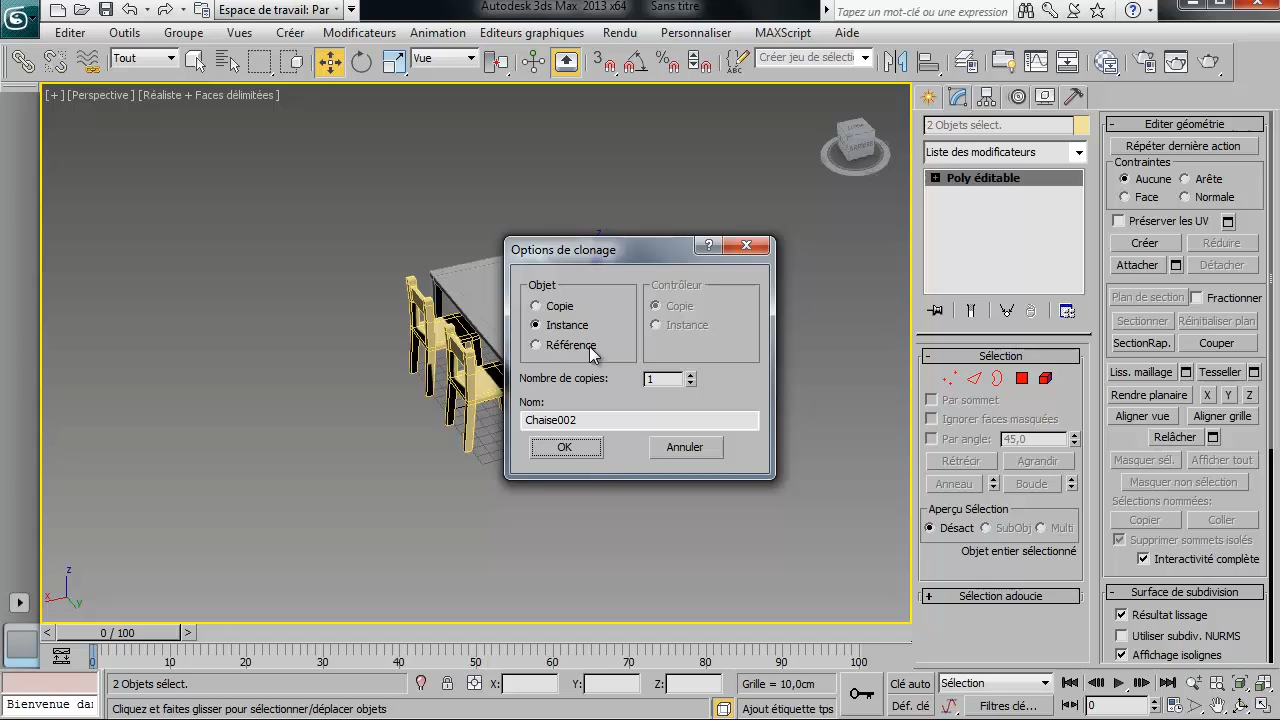 Espace de travail: Par
Autodesk 3ds Max 2013 x64 Sans titre
Tapez un mot-clé ou une expression
Editer Outils Groupe Vues Créer Modificateurs Animation Editeurs graphiques Rendu Personnaliser MAXScript Aide
Tout
Vue
3
ABC
Créer jeu de sélectic
[+] [Perspective] [Réaliste + Faces délimitées]
2 Objets sélect.
Liste des modificateurs
Poly éditable
Sélection
Par sommet
Ignorer faces masquées
Par angle: 45,0
Rétrécir Agrandir
Anneau Boucle
Aperçu Sélection
Désact SubObj Multi
Objet entier sélectionné
Sélection adoucie
Editer géométrie
Répéter dernière action
Contraintes
Aucune Arête
Face Normale
Préserver les UV
Créer Réduire
Attacher Détacher
Plan de section Fractionner
Sectionner Réinitialiser plan
SectionRap. Couper
Liss. maillage Tesseller
Rendre planaire X Y Z
Aligner vue Aligner grille
Relâcher
Masquer sél. Afficher tout
Masquer non sélection
Sélections nommées:
Copier Coller
Supprimer sommets isolés
Interactivité complète
Surface de subdivision
Résultat lissage
Utiliser subdiv. NURMS
Affichage isolignes
Options de clonage
Objet
Copie
Instance
Référence
Contrôleur
Copie
Instance
Nombre de copies: 1
Nom:
Chaise002
OK Annuler
z
z
x
y
0 / 100
0 10 20 30 40 50 60 70 80 90 100
2 Objets sélect. X: Y: Z: Grille = 10,0cm
Clé auto Sélection
Bienvenue dan
Cliquez et faites glisser pour sélectionner/déplacer objets
Ajout étiquette tps
Déf. clé Filtres clé... 0